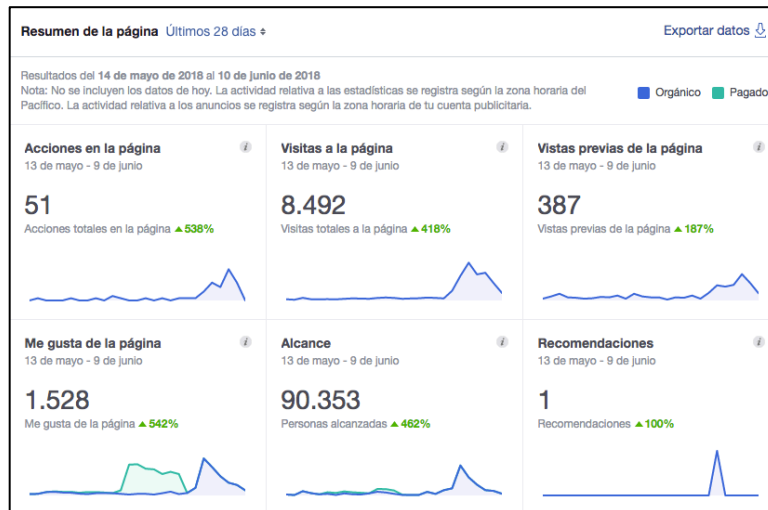 Resumen de la página Últimos 28 días
Exportar datos
Resultados del 14 de mayo de 2018 al 10 de junio de 2018
Nota: No se incluyen los datos de hoy. La actividad relativa a las estadísticas se registra según la zona horaria del
Pacífico. La actividad relativa a los anuncios se registra según la zona horaria de tu cuenta publicitaria.
Orgánico Pagado
Acciones en la página
13 de mayo - 9 de junio
51
Acciones totales en la página ▲538%
Visitas a la página
13 de mayo - 9 de junio
8.492
Visitas totales a la página ▲418%
Vistas previas de la página
13 de mayo - 9 de junio
387
Vistas previas de la página ▲187%
Me gusta de la página
13 de mayo - 9 de junio
1.528
Me gusta de la página ▲542%
Alcance
13 de mayo - 9 de junio
90.353
Personas alcanzadas ▲462%
Recomendaciones
13 de mayo - 9 de junio
1
Recomendaciones ▲100%